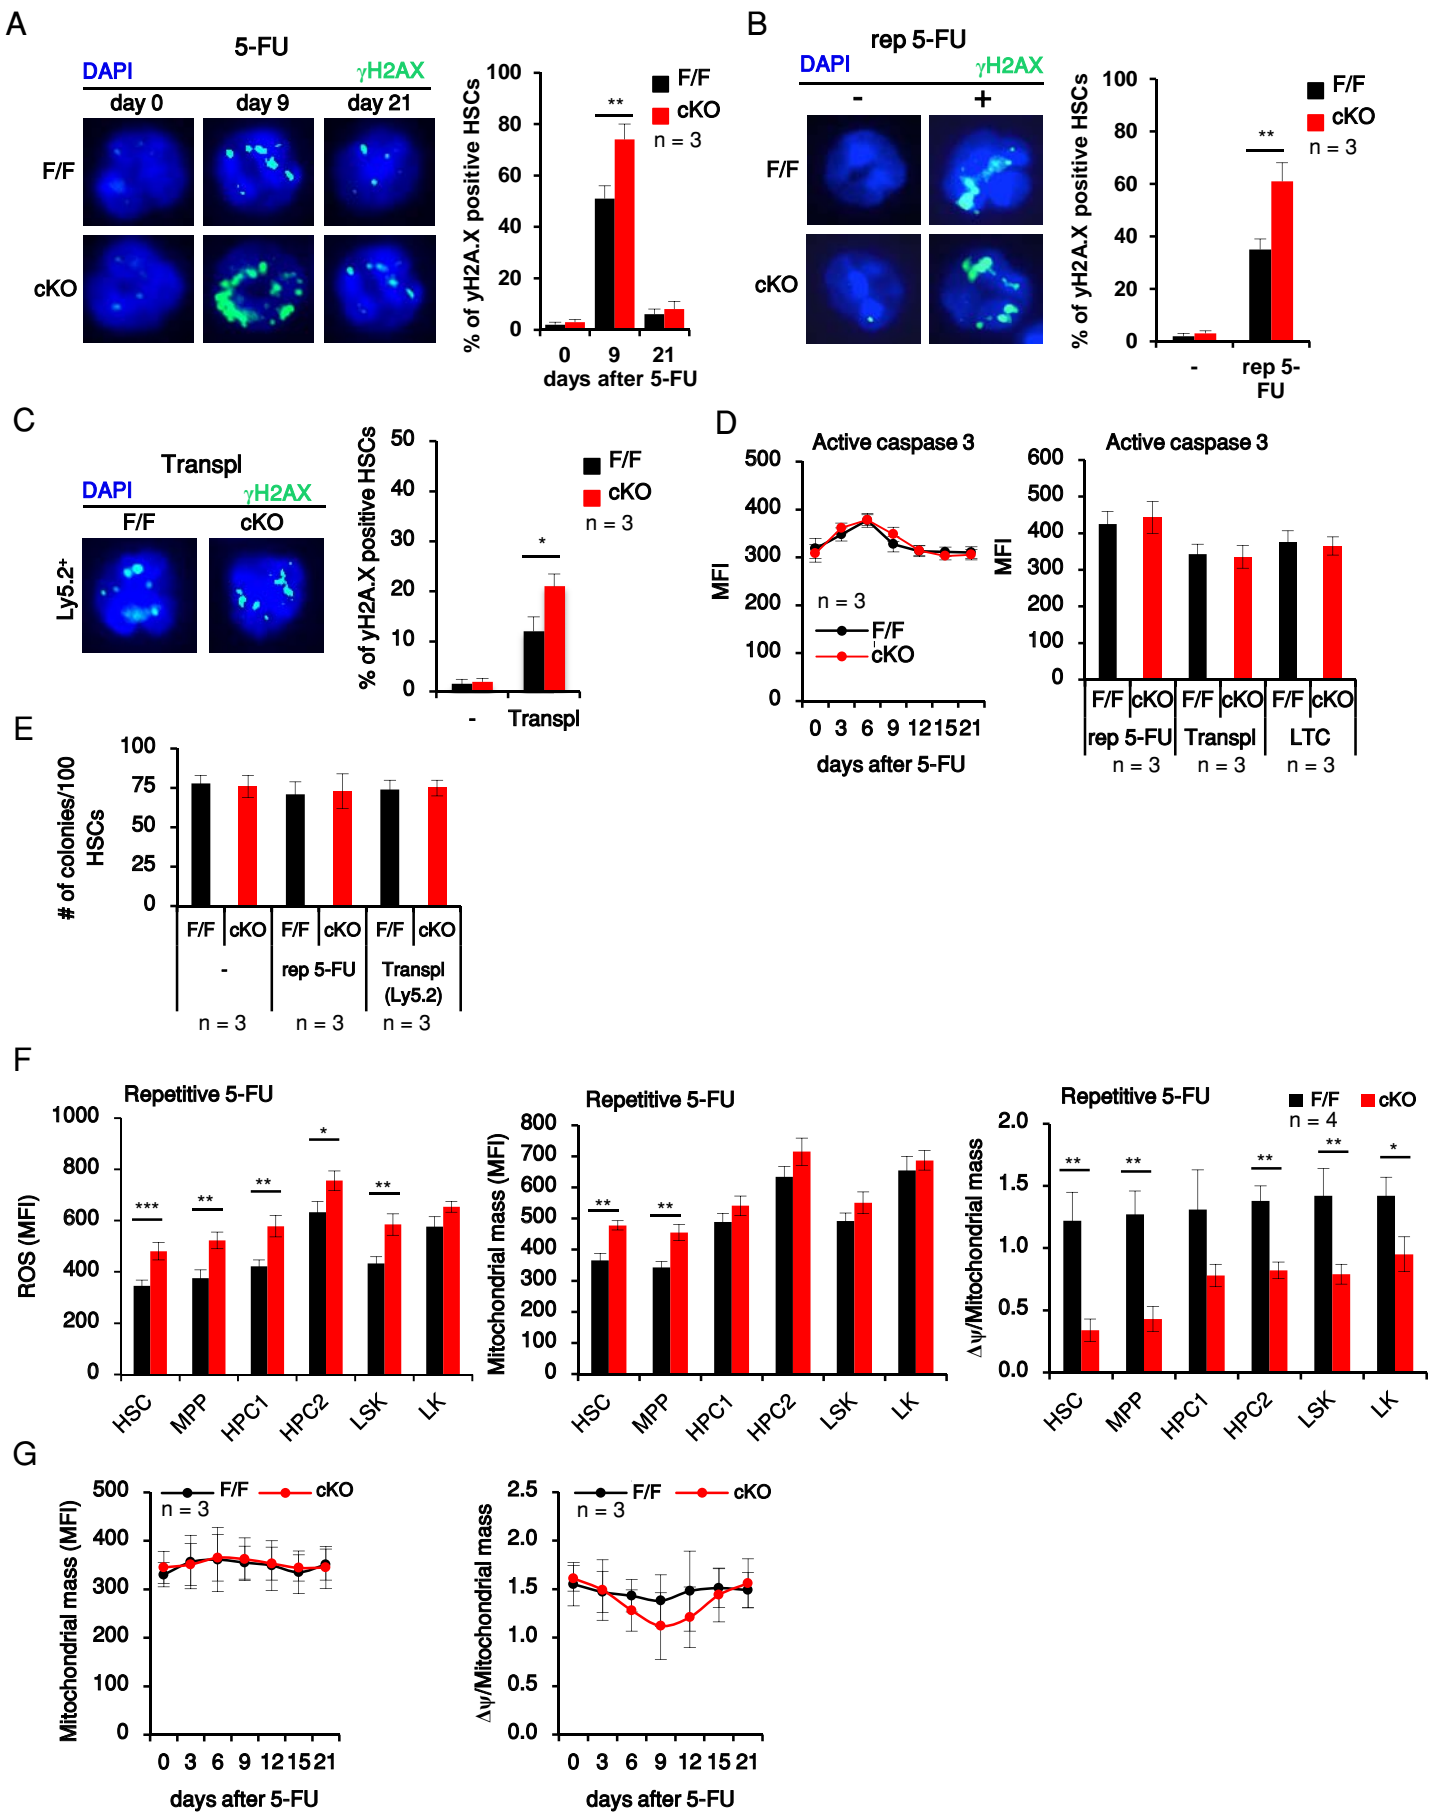 A
5-FU
DAPI γH2AX
day 0 day 9 day 21
F/F
cKO
% of yH2A.X positive HSCs
100
80
60
40
20
0
**
F/F
cKO
n = 3
0 9 21
days after 5-FU
B
rep 5-FU
DAPI γH2AX
- +
F/F
cKO
% of yH2A.X positive HSCs
100
80
60
40
20
0
**
F/F
cKO
n = 3
- rep 5-
FU
C
Transpl
DAPI γH2AX
F/F cKO
Ly5.2+
% of yH2A.X positive HSCs
50
40
30
20
10
0
*
F/F
cKO
n = 3
- Transpl
D
Active caspase 3
MFI
500
400
300
200
100
0
n = 3
F/F
cKO
0 3 6 9 12 15 21
days after 5-FU
Active caspase 3
MFI
600
500
400
300
200
100
0
F/F cKO F/F cKO F/F cKO
rep 5-FU Transpl LTC
n = 3 n = 3 n = 3
E
# of colonies/100
HSCs
100
75
50
25
0
F/F cKO F/F cKO F/F cKO
- rep 5-FU Transpl
(Ly5.2)
n = 3 n = 3 n = 3
F
Repetitive 5-FU
ROS (MFI)
1000
800
600
400
200
0
*** ** ** * **
HSC MPP HPC1 HPC2 LSK LK
Repetitive 5-FU
Mitochondrial mass (MFI)
800
700
600
500
400
300
200
100
0
** **
HSC MPP HPC1 HPC2 LSK LK
Repetitive 5-FU
F/F cKO
n = 4
Δψ/Mitochondrial mass
2.0
1.5
1.0
0.5
0.0
** ** ** ** *
HSC MPP HPC1 HPC2 LSK LK
G
Mitochondrial mass (MFI)
500
400
300
200
100
0
F/F cKO
n = 3
0 3 6 9 12 15 21
days after 5-FU
Δψ/Mitochondrial mass
2.5
2.0
1.5
1.0
0.5
0.0
F/F cKO
n = 3
0 3 6 9 12 15 21
days after 5-FU